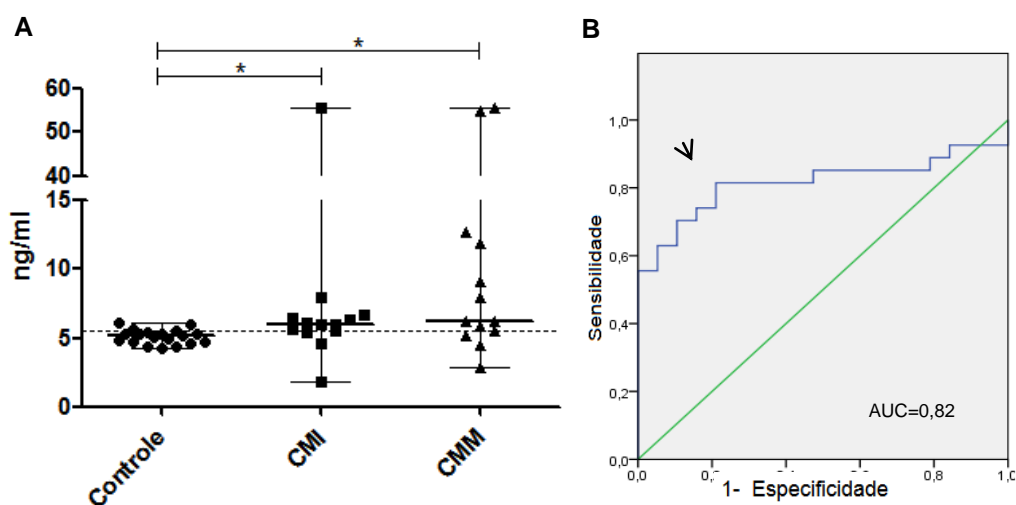 A
*
*
60
50
40
15
10
5
0
ng/ml
Controle
CMI
CMM
B
1,0
0,8
0,6
0,4
0,2
0,0
Sensibilidade
AUC=0,82
0,0
0,8
1,0
1- Especificidade